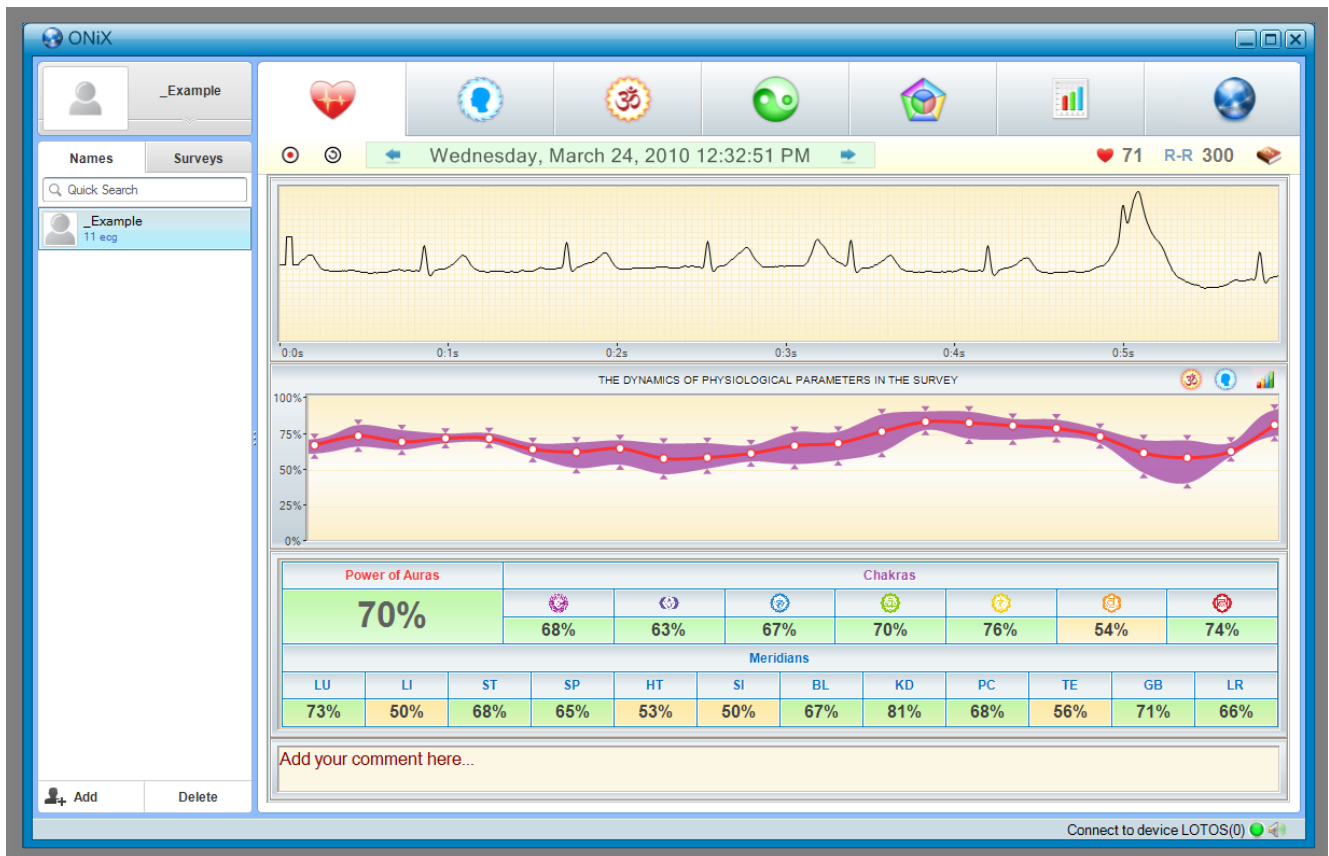 ONiX
_Example
Names Surveys
Quick Search
_Example
11 ecg
Add Delete
Wednesday, March 24, 2010 12:32:51 PM
71 R-R 300
0:0s 0:1s 0:2s 0:3s 0:4s 0:5s
THE DYNAMICS OF PHYSIOLOGICAL PARAMETERS IN THE SURVEY
100%
75%
50%
25%
0%
Power of Auras Chakras
70%
68% 63% 67% 70% 76% 54% 74%
Meridians
LU LI ST SP HT SI BL KD PC TE GB LR
73% 50% 68% 65% 53% 50% 67% 81% 68% 56% 71% 66%
Add your comment here...
Connect to device LOTOS(0)